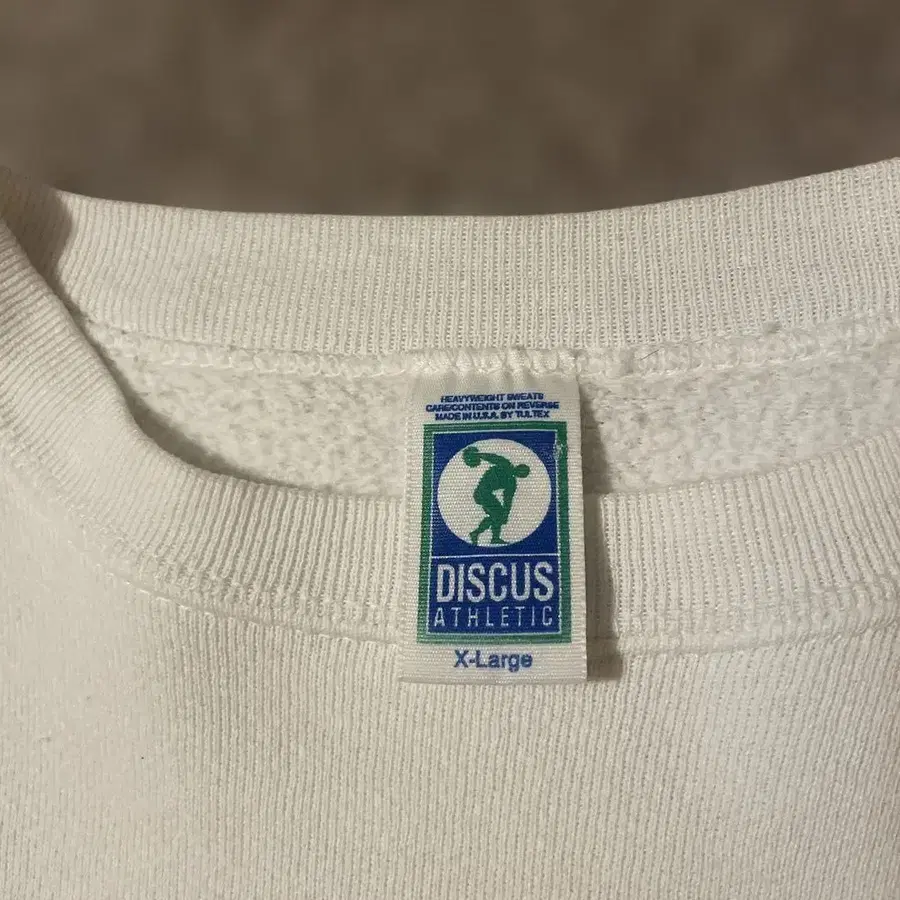 HEAVYWEIGHT SWEATS
CARE/CONTENTS ON REVERSE
MADE IN U.S.A. BY TULTEX
DISCUS
ATHLETIC
X-Large